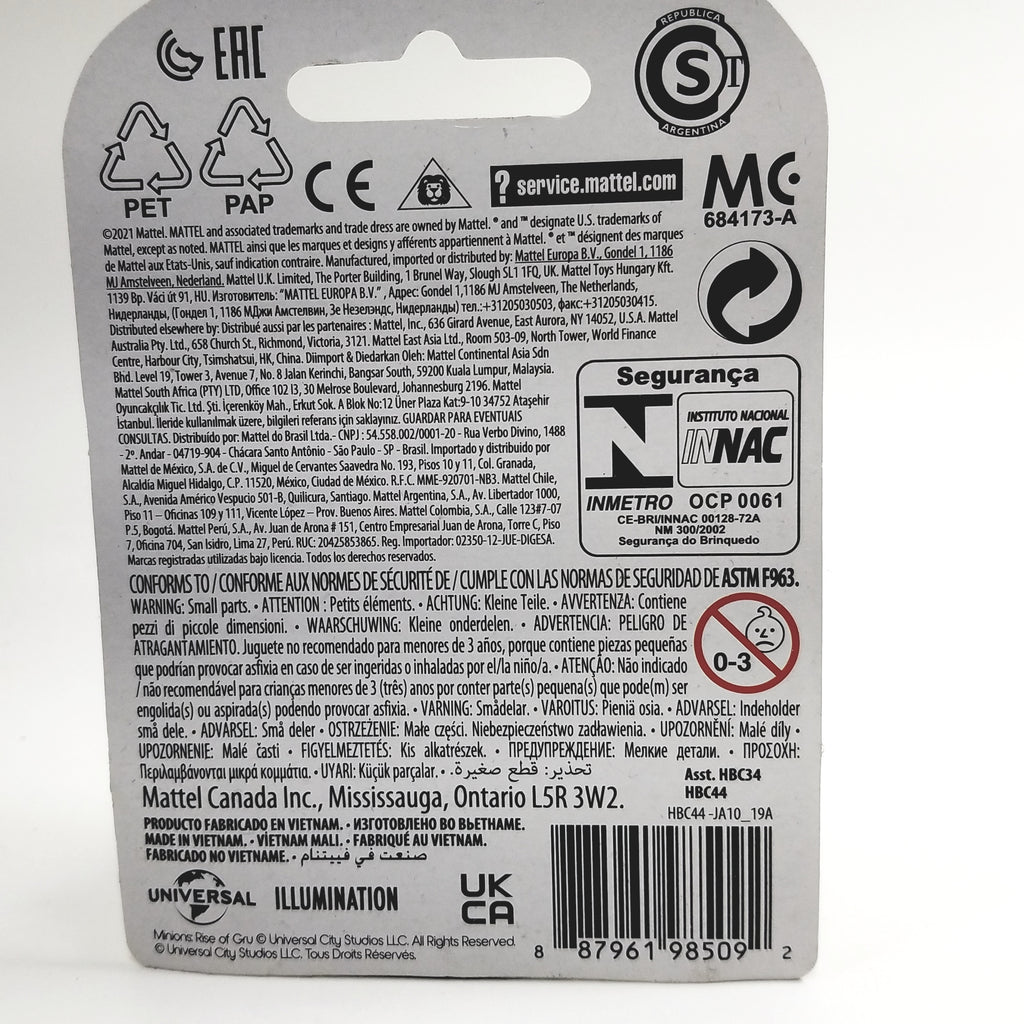 EAC
REPUBLICA
S T
ARGENTINA
PET
PAP
CE
? service.mattel.com
MC
684173-A
©2021 Mattel. MATTEL and associated trademarks and trade dress are owned by Mattel. ® and ™ designate U.S. trademarks of
Mattel, except as noted. MATTEL ainsi que les marques et designs y afférents appartiennent à Mattel. ® et ™ désignent des marques
de Mattel aux Etats-Unis, sauf indication contraire. Manufactured, imported or distributed by: Mattel Europa B.V., Gondel 1, 1186
MJ Amstelveen, Nederland. Mattel U.K. Limited, The Porter Building, 1 Brunel Way, Slough SL1 1FQ, UK. Mattel Toys Hungary Kft.
1139 Bp. Váci út 91, HU. Изготовитель: "MATTEL EUROPA B.V.", Адрес: Gondel 1,1186 MJ Amstelveen, The Netherlands,
Нидерланды, (Гондел 1, 1186 МДжи Амстелвин, Зе Незэлэндс, Нидерланды) тел.:+31205030503, факс:+31205030415.
Distributed elsewhere by: Distribué aussi par les partenaires : Mattel, Inc., 636 Girard Avenue, East Aurora, NY 14052, U.S.A. Mattel
Australia Pty. Ltd., 658 Church St., Richmond, Victoria, 3121. Mattel East Asia Ltd., Room 503-09, North Tower, World Finance
Centre, Harbour City, Tsimshatsui, HK, China. Diimport & Diedarkan Oleh: Mattel Continental Asia Sdn
Bhd. Level 19, Tower 3, Avenue 7, No. 8 Jalan Kerinchi, Bangsar South, 59200 Kuala Lumpur, Malaysia.
Mattel South Africa (PTY) LTD, Office 102 I3, 30 Melrose Boulevard, Johannesburg 2196. Mattel
Oyuncakçılık Tic. Ltd. Şti. İçerenköy Mah., Erkut Sok. A Blok No:12 Üner Plaza Kat:9-10 34752 Ataşehir
İstanbul. İleride kullanılmak üzere, bilgileri referans için saklayınız. GUARDAR PARA EVENTUAIS
CONSULTAS. Distribuído por: Mattel do Brasil Ltda.- CNPJ : 54.558.002/0001-20 - Rua Verbo Divino, 1488
- 2º. Andar - 04719-904 - Chácara Santo Antônio - São Paulo - SP - Brasil. Importado y distribuido por
Mattel de México, S.A. de C.V., Miguel de Cervantes Saavedra No. 193, Pisos 10 y 11, Col. Granada,
Alcaldía Miguel Hidalgo, C.P. 11520, México, Ciudad de México. R.F.C. MME-920701-NB3. Mattel Chile,
S.A., Avenida Américo Vespucio 501-B, Quilicura, Santiago. Mattel Argentina, S.A., Av. Libertador 1000,
Piso 11 – Oficinas 109 y 111, Vicente López – Prov. Buenos Aires. Mattel Colombia, S.A., Calle 123#7-07
P.5, Bogotá. Mattel Perú, S.A., Av. Juan de Arona # 151, Centro Empresarial Juan de Arona, Torre C, Piso
7, Oficina 704, San Isidro, Lima 27, Perú. RUC: 20425853865. Reg. Importador: 02350-12-JUE-DIGESA.
Marcas registradas utilizadas bajo licencia. Todos los derechos reservados.
Segurança
INSTITUTO NACIONAL
INNAC
INMETRO OCP 0061
CE-BRI/INNAC 00128-72A
NM 300/2002
Segurança do Brinquedo
CONFORMS TO / CONFORME AUX NORMES DE SÉCURITÉ DE / CUMPLE CON LAS NORMAS DE SEGURIDAD DE ASTM F963.
WARNING: Small parts. • ATTENTION : Petits éléments. • ACHTUNG: Kleine Teile. • AVVERTENZA: Contiene
pezzi di piccole dimensioni. • WAARSCHUWING: Kleine onderdelen. • ADVERTENCIA: PELIGRO DE
ATRAGANTAMIENTO. Juguete no recomendado para menores de 3 años, porque contiene piezas pequeñas
que podrían provocar asfixia en caso de ser ingeridas o inhaladas por el/la niño/a. • ATENÇÃO: Não indicado
/ não recomendável para crianças menores de 3 (três) anos por conter parte(s) pequena(s) que pode(m) ser
engolida(s) ou aspirada(s) podendo provocar asfixia. • VARNING: Smådelar. • VAROITUS: Pieniä osia. • ADVARSEL: Indeholder
små dele. • ADVARSEL: Små deler • OSTRZEŻENIE: Małe części. Niebezpieczeństwo zadławienia. • UPOZORNĚNÍ: Malé díly •
UPOZORNENIE: Malé časti • FIGYELMEZTETÉS: Kis alkatrészek. • ПРЕДУПРЕЖДЕНИЕ: Мелкие детали. • ΠΡΟΣΟΧΗ:
Περιλαμβάνονται μικρά κομμάτια. • UYARI: Küçük parçalar. • تحذير: قطع صغيرة.
0-3
Asst. HBC34
HBC44
HBC44 -JA10_19A
Mattel Canada Inc., Mississauga, Ontario L5R 3W2.
PRODUCTO FABRICADO EN VIETNAM. • ИЗГОТОВЛЕНО ВО ВЬЕТНАМЕ.
MADE IN VIETNAM. • VİETNAM MALI. • FABRIQUÉ AU VIETNAM.
FABRICADO NO VIETNAME. • صنعت في فييتنام
UNIVERSAL
ILLUMINATION
UK
CA
Minions: Rise of Gru © Universal City Studios LLC. All Rights Reserved.
© Universal City Studios LLC. Tous Droits Réservés.
8 87961 98509 2